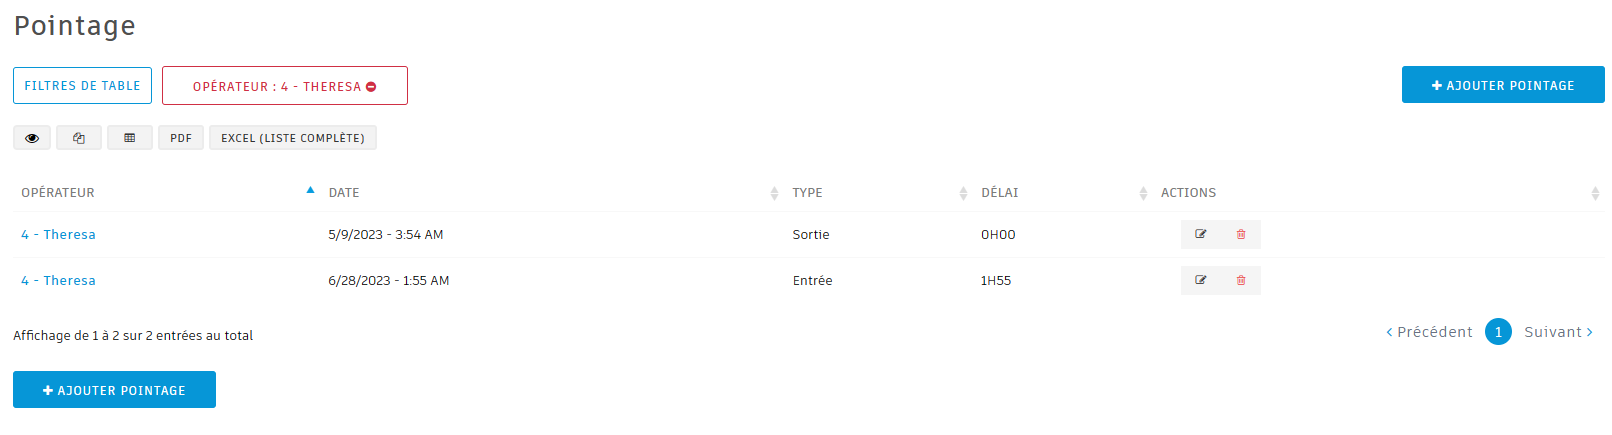 Pointage
FILTRES DE TABLE
OPÉRATEUR : 4 - THERESA
AJOUTER POINTAGE
PDF
EXCEL (LISTE COMPLÈTE)
OPÉRATEUR DATE TYPE DÉLAI ACTIONS
4 - Theresa 5/9/2023 - 3:54 AM Sortie 0H00
4 - Theresa 6/28/2023 - 1:55 AM Entrée 1H55
Affichage de 1 à 2 sur 2 entrées au total
Précédent 1 Suivant
AJOUTER POINTAGE